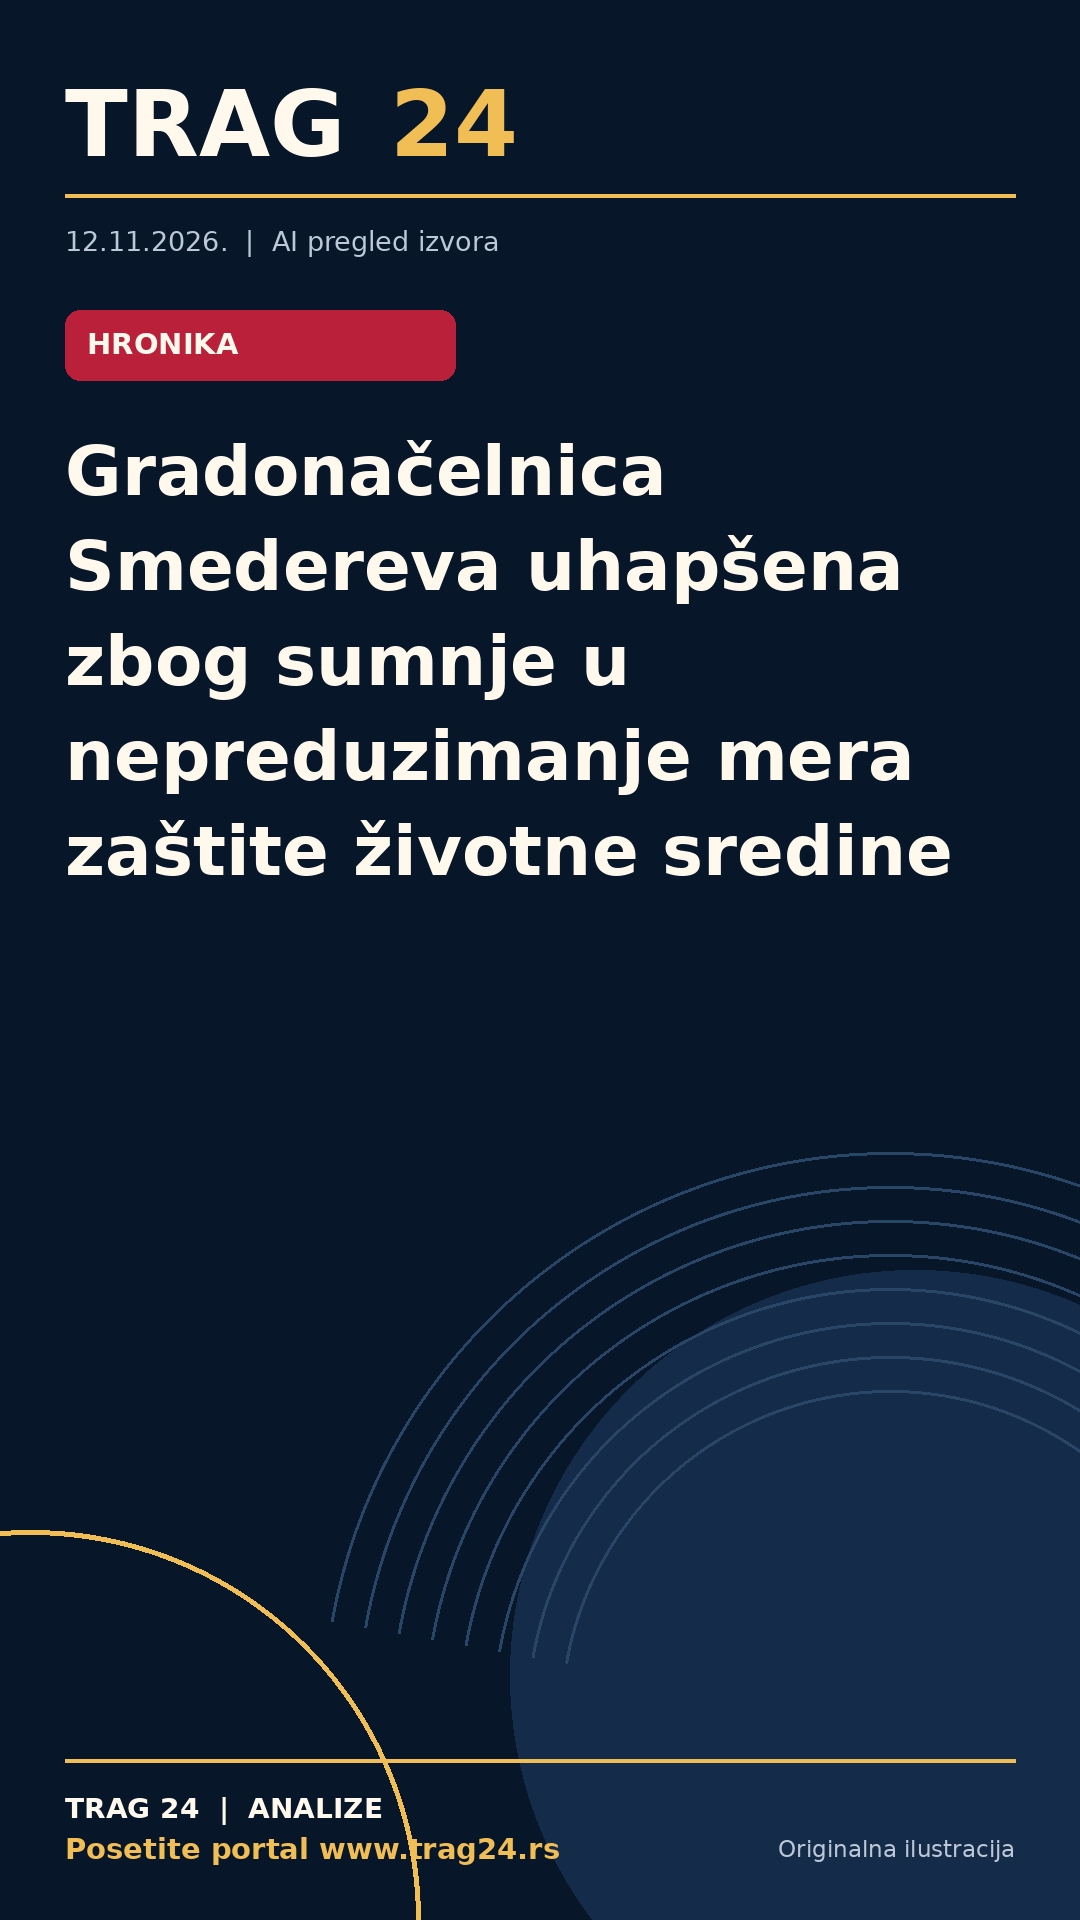 TRAG 24
12.11.2026. | AI pregled izvora
HRONIKA
Gradonačelnica
Smedereva uhapšena
zbog sumnje u
nepreduzimanje mera
zaštite životne sredine
TRAG 24 | ANALIZE
Posetite portal www.trag24.rs
Originalna ilustracija